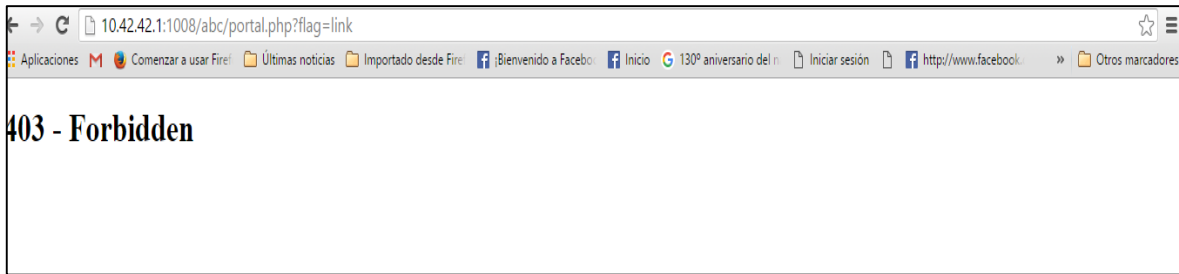 10.42.42.1:1008/abc/portal.php?flag=link
Aplicaciones Comenzar a usar Firef Últimas noticias Importado desde Firef ¡Bienvenido a Facebo Inicio 130º aniversario del n Iniciar sesión http://www.facebook. » Otros marcadores
403 - Forbidden